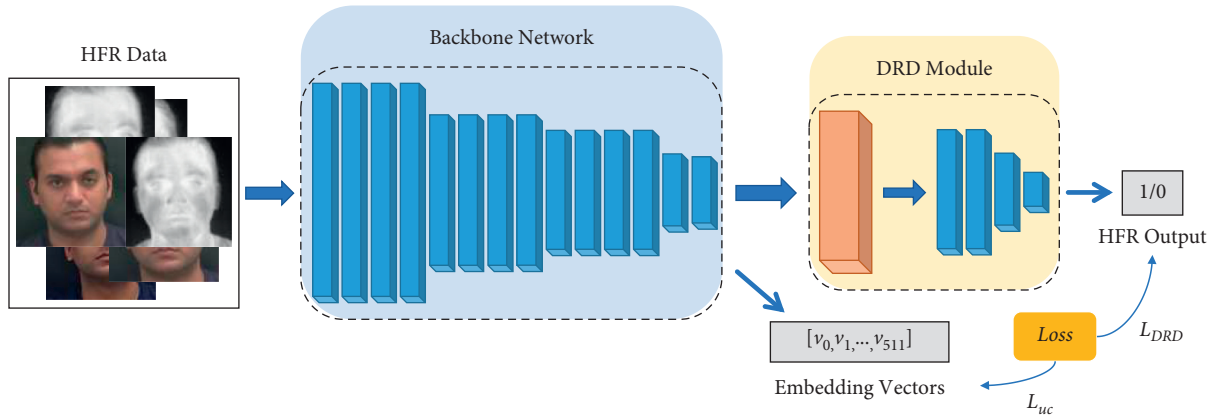 HFR Data
Backbone Network
DRD Module
1/0
HFR Output
[v0,v1,...,v511]
Embedding Vectors
Loss
LDRD
Luc